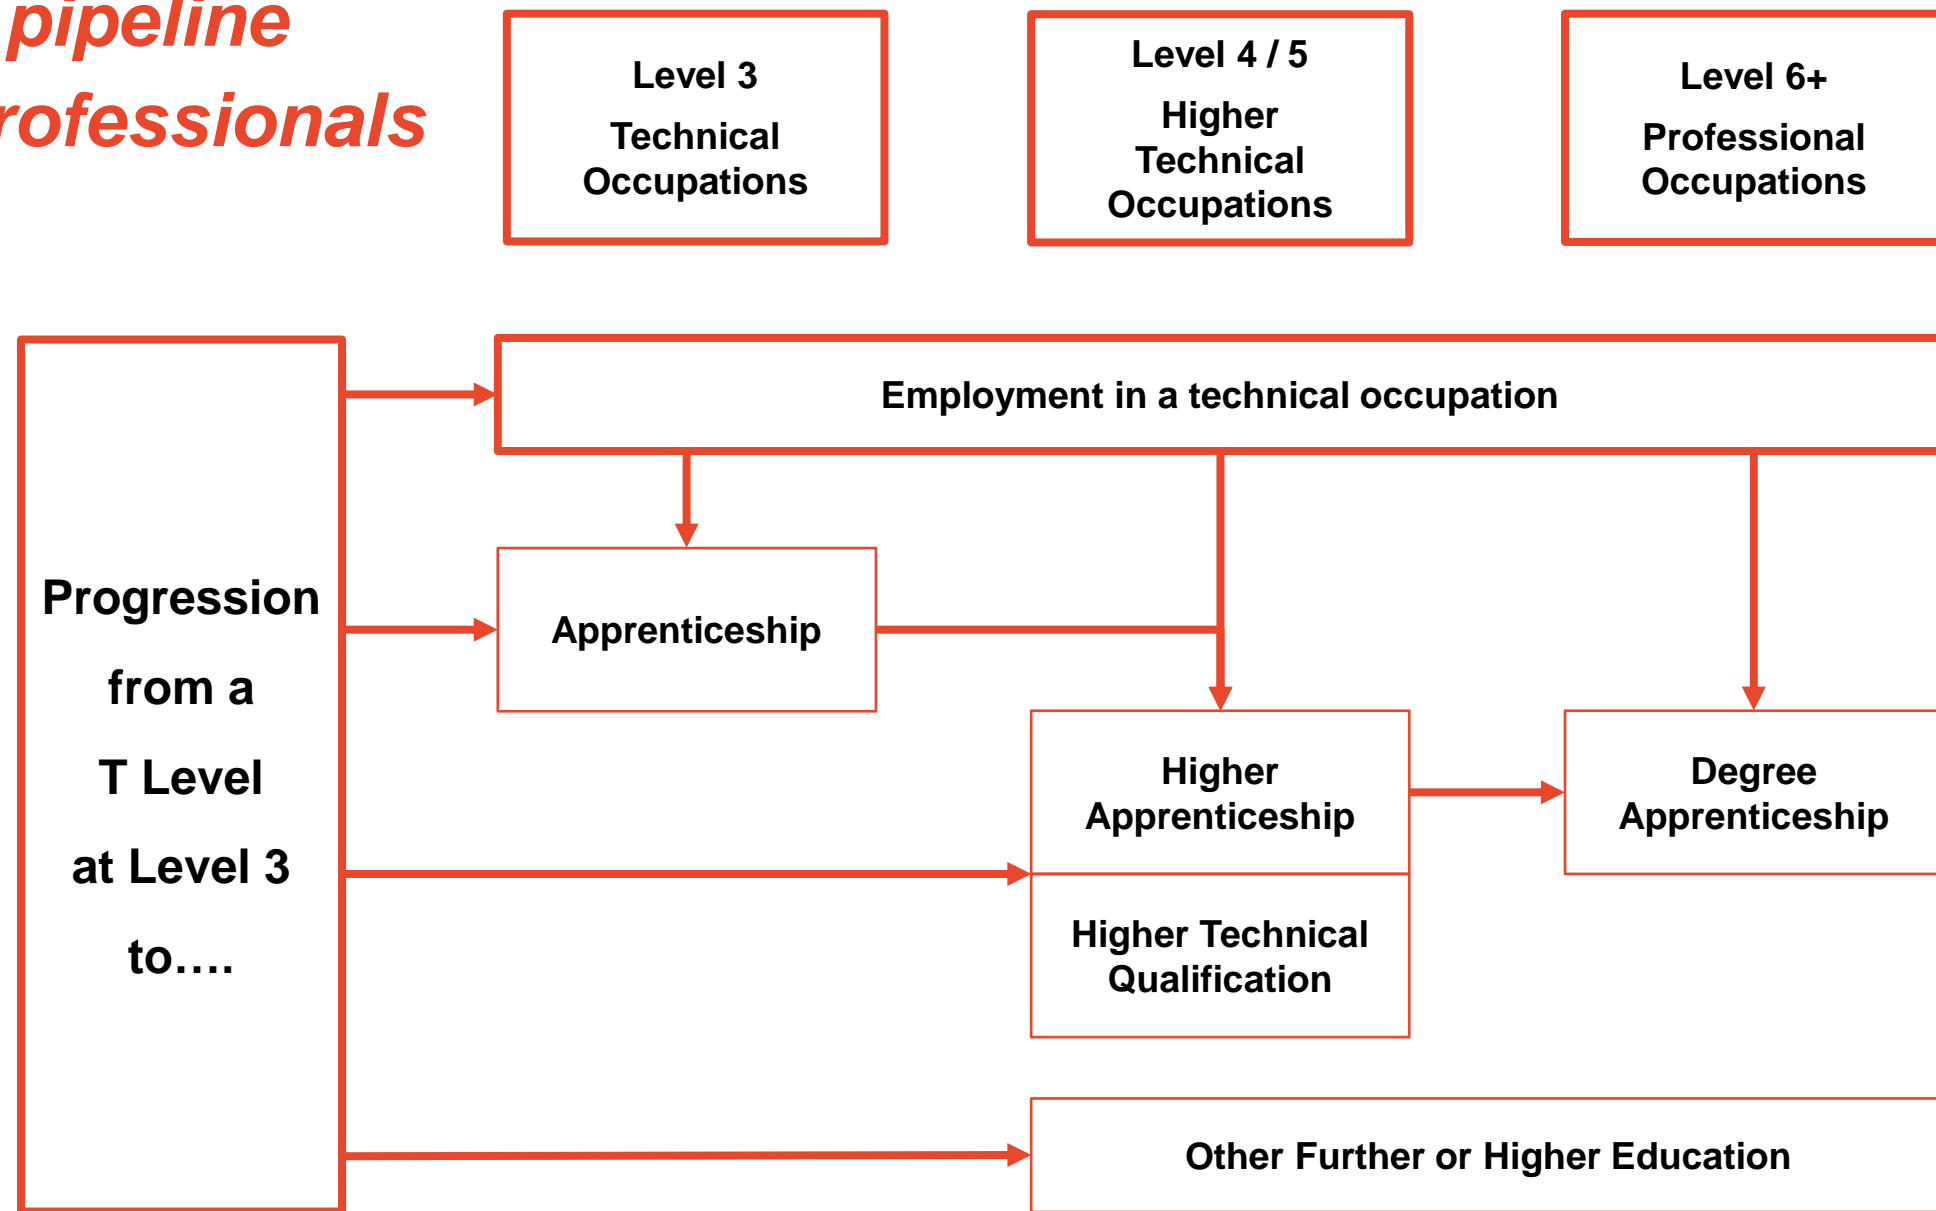 pipeline
rofessionals
Level 3
Technical
Occupations
Level 4 / 5
Higher
Technical
Occupations
Level 6+
Professional
Occupations
Employment in a technical occupation
Progression
from a
T Level
at Level 3
to….
Apprenticeship
Higher
Apprenticeship
Degree
Apprenticeship
Higher Technical
Qualification
Other Further or Higher Education